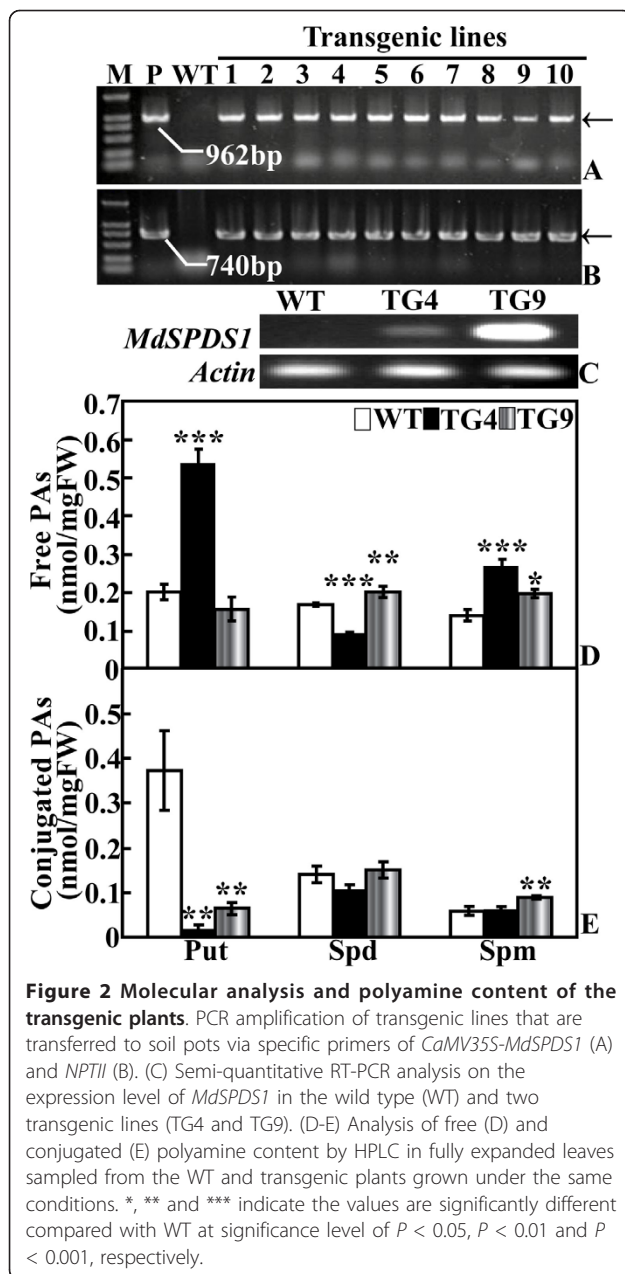 Transgenic lines
M P WT 1 2 3 4 5 6 7 8 9 10
962bp
←
A
740bp
←
B
WT TG4 TG9
MdSPDS1
Actin
C
0.7
0.6
0.5
0.4
0.3
0.2
0.1
0
Free PAs
(nmol/mgFW)
WT TG4 TG9
***
***
**
***
*
D
0.5
0.4
0.3
0.2
0.1
0
Conjugated PAs
(nmol/mgFW)
**
**
**
E
Put Spd Spm
Figure 2 Molecular analysis and polyamine content of the
transgenic plants. PCR amplification of transgenic lines that are
transferred to soil pots via specific primers of CaMV35S-MdSPDS1 (A)
and NPTII (B). (C) Semi-quantitative RT-PCR analysis on the
expression level of MdSPDS1 in the wild type (WT) and two
transgenic lines (TG4 and TG9). (D-E) Analysis of free (D) and
conjugated (E) polyamine content by HPLC in fully expanded leaves
sampled from the WT and transgenic plants grown under the same
conditions. *, ** and *** indicate the values are significantly different
compared with WT at significance level of P < 0.05, P < 0.01 and P
< 0.001, respectively.